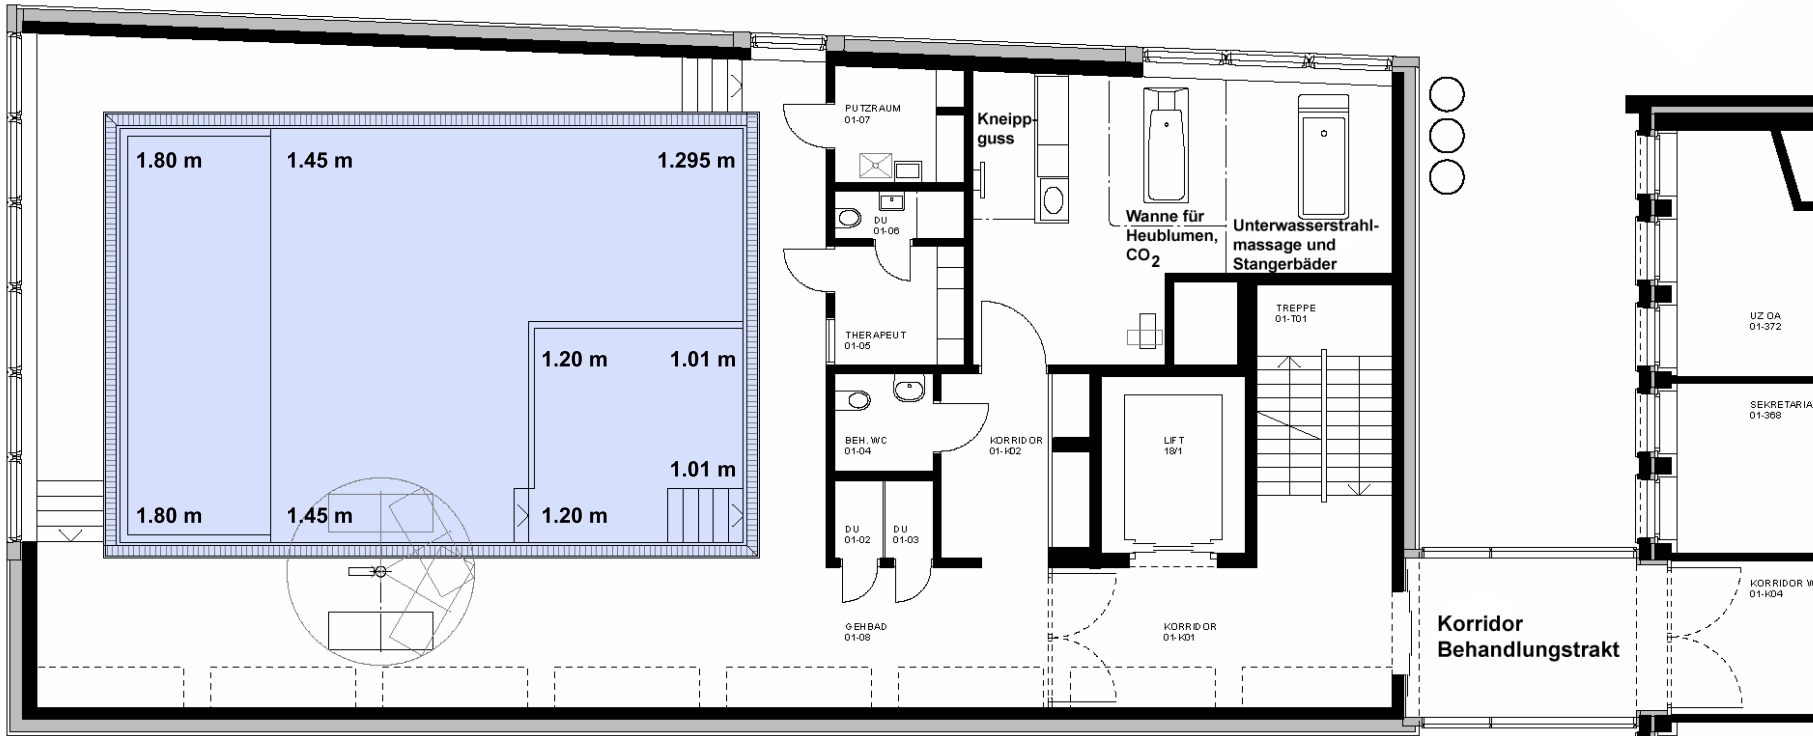 1.80 m
1.45 m
1.295 m
1.20 m
1.01 m
1.01 m
1.80 m
1.45 m
1.20 m
PUTZRAUM
01-07
DU
01-06
THERAPEUT
01-05
BEH. WC
01-04
DU
01-02
DU
01-03
GEHBAD
01-08
Kneipp-
guss
Wanne für
Heublumen,
CO2
Unterwasserstrahl-
massage und
Stangerbäder
TREPPE
01-T01
KORRIDOR
01-K02
LIFT
18/1
KORRIDOR
01-K01
Korridor
Behandlungstrakt
UZ OA
01-372
SEKRETARIA
01-368
KORRIDOR W
01-K04